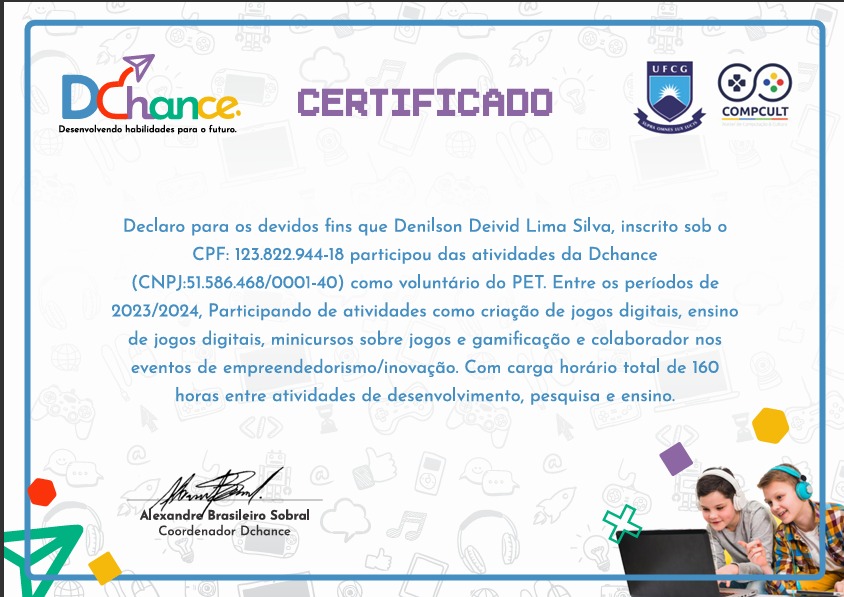 DChance.
Desenvolvendo habilidades para o futuro.
CERTIFICADO
UFCG
SUPRA OMNES LUX LUCIS
COMPCULT
Declaro para os devidos fins que Denilson Deivid Lima Silva, inscrito sob o
CPF: 123.822.944-18 participou das atividades da Dchance
(CNPJ:51.586.468/0001-40) como voluntário do PET. Entre os períodos de
2023/2024, Participando de atividades como criação de jogos digitais, ensino
de jogos digitais, minicursos sobre jogos e gamificação e colaborador nos
eventos de empreendedorismo/inovação. Com carga horário total de 160
horas entre atividades de desenvolvimento, pesquisa e ensino.
Alexandre Brasileiro Sobral
Coordenador Dchance